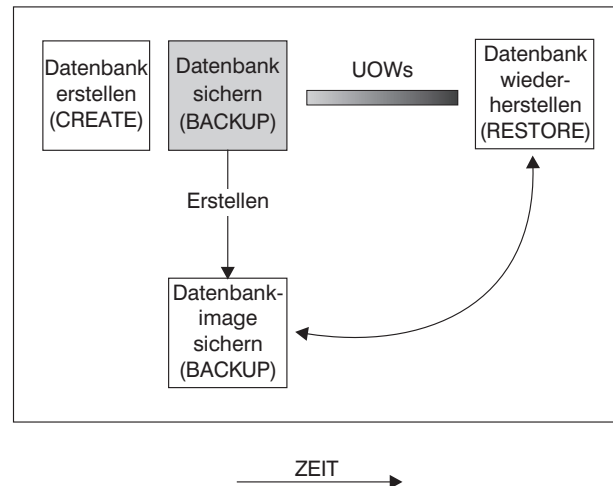 Datenbank
erstellen
(CREATE)
Datenbank
sichern
(BACKUP)
UOWs
Datenbank
wieder-
herstellen
(RESTORE)
Erstellen
Datenbank-
image
sichern
(BACKUP)
ZEIT